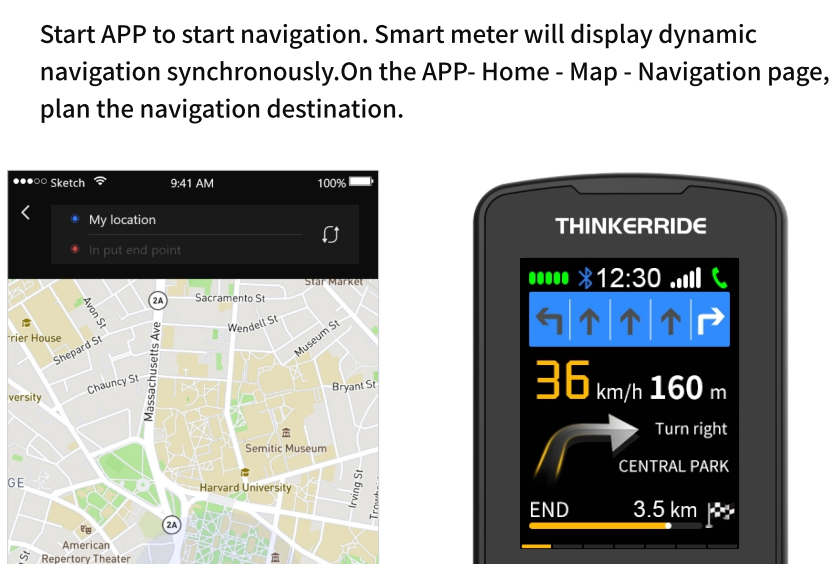 Start APP to start navigation. Smart meter will display dynamic
navigation synchronously.On the APP- Home - Map - Navigation page,
plan the navigation destination.
Sketch
9:41 AM
100%
My location
In put end point
Star Market
2A
Sacramento St
Avon St
Wendell St
Museum St
rrier House
Shepard St
Massachusetts Ave
Chauncy St
Bryant St
versity
Semitic Museum
GE
Harvard University
Irving St
2A
American
Repertory Theater
St
THINKERRIDE
12:30
36 km/h 160 m
Turn right
CENTRAL PARK
END 3.5 km